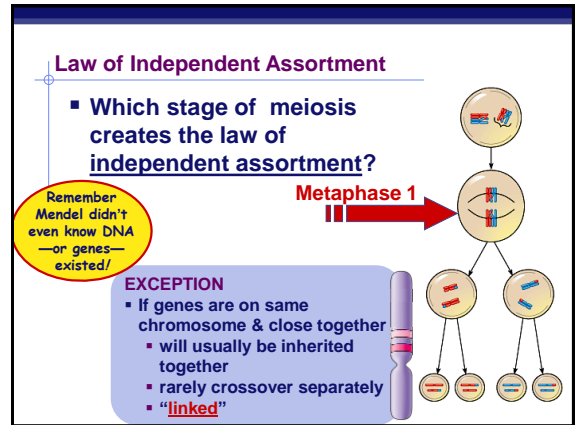 Law of Independent Assortment
▪ Which stage of meiosis
creates the law of
independent assortment?
Remember
Mendel didn't
even know DNA
—or genes—
existed!
Metaphase 1
EXCEPTION
▪ If genes are on same
chromosome & close together
▪ will usually be inherited
together
▪ rarely crossover separately
▪ "linked"